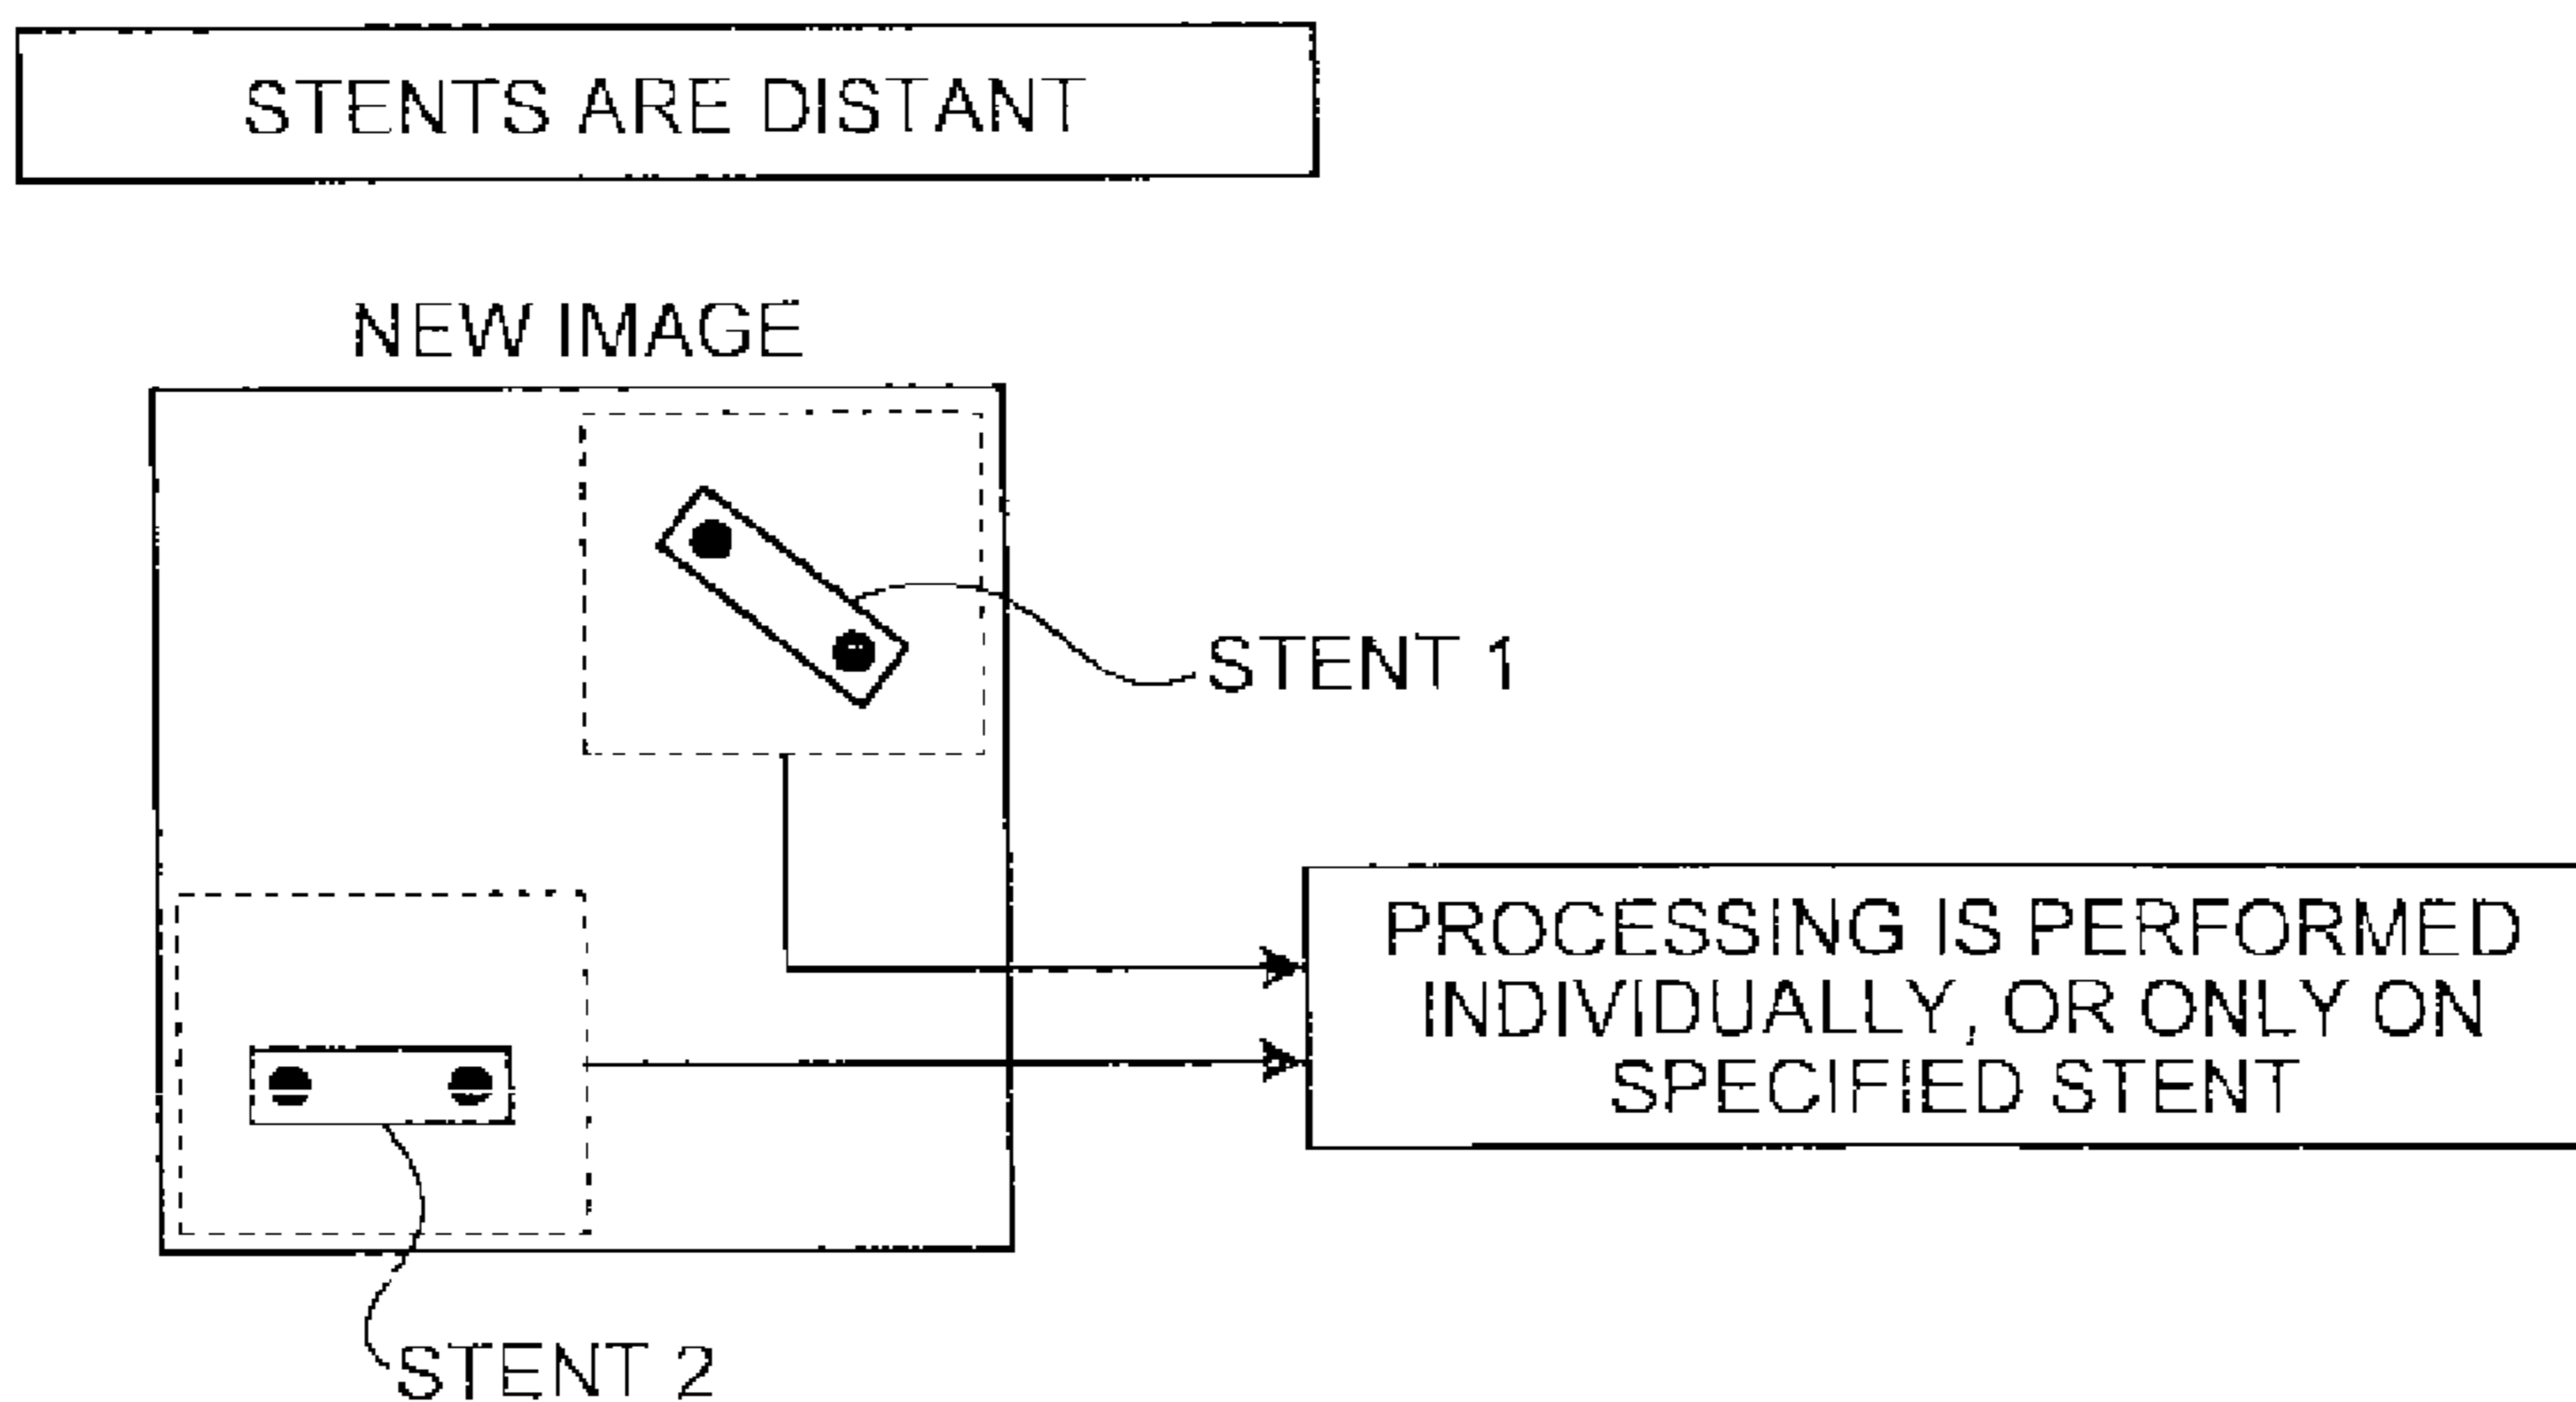 STENTS ARE DISTANT
NEW IMAGE
STENT 1
PROCESSING IS PERFORMED
INDIVIDUALLY, OR ONLY ON
SPECIFIED STENT
STENT 2